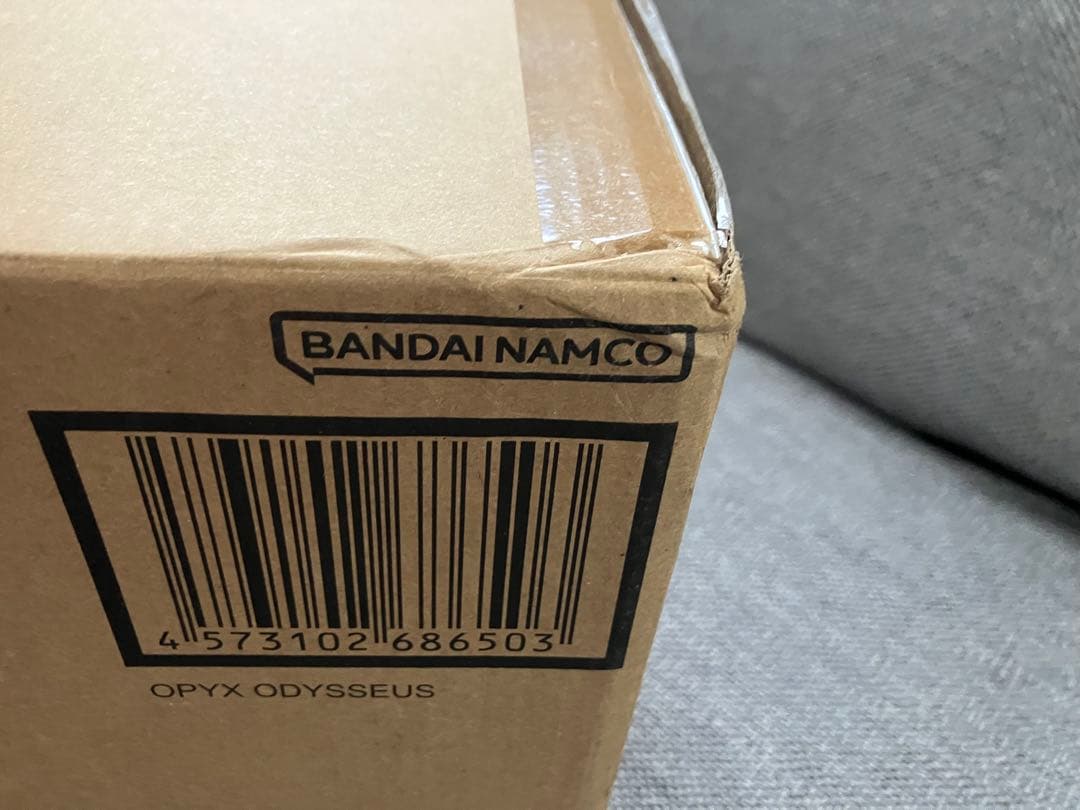 BANDAI NAMCO
4 573102 686503
OPYX ODYSSEUS